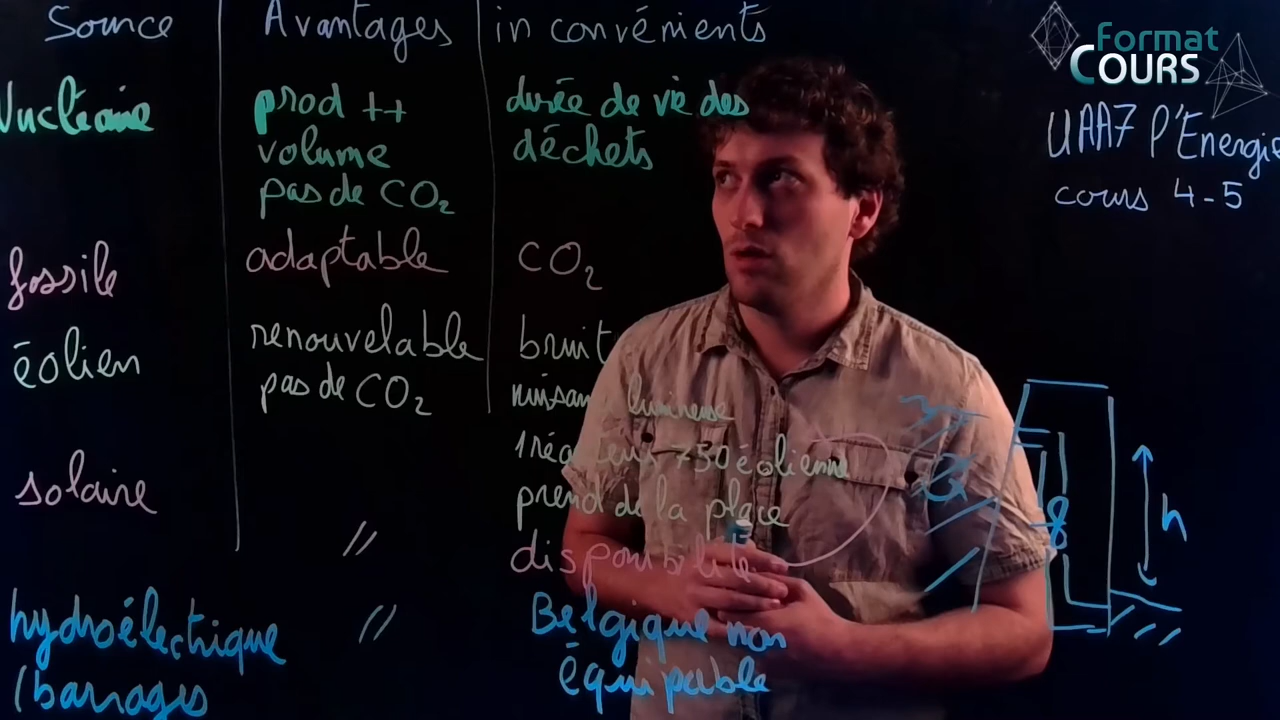 Source Avantages inconvénients
Format
Cours
UAA7 l'Energie
cours 4-5
Nucléaire prod ++ durée de vie des
volume déchets
pas de CO₂
fossile adaptable CO₂
éolien renouvelable bruit
pas de CO₂ nuisan lumineuse
1 réacteur 750 éolienne
prend de la place
solaire // disponibilité
hydroélectrique // Belgique non
/ barrages équipable
h